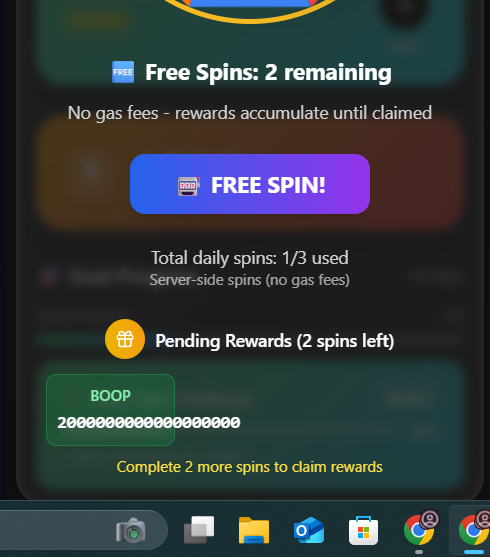 FREE Free Spins: 2 remaining
No gas fees - rewards accumulate until claimed
FREE SPIN!
Total daily spins: 1/3 used
Server-side spins (no gas fees)
Pending Rewards (2 spins left)
BOOP
2000000000000000000
Complete 2 more spins to claim rewards